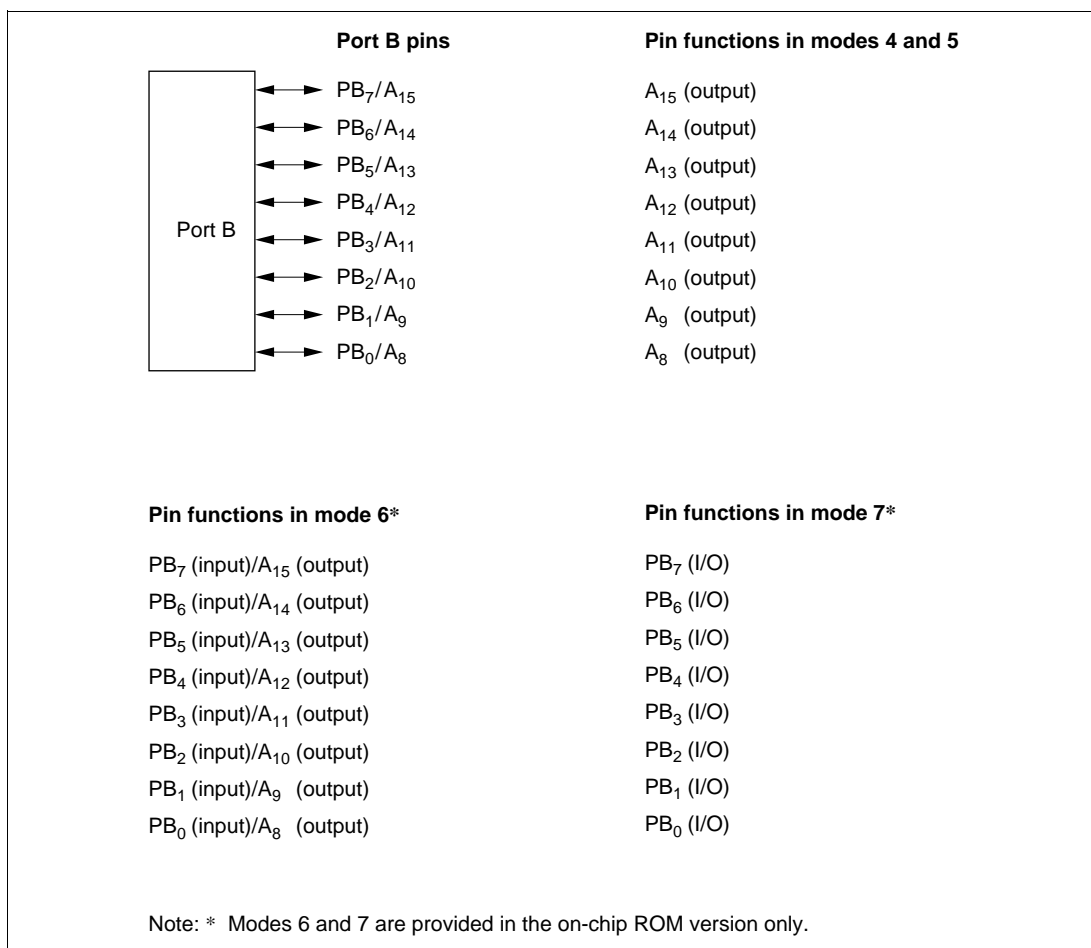 Port B pins
Pin functions in modes 4 and 5
Port B
PB₇/A₁₅
A₁₅ (output)
PB₆/A₁₄
A₁₄ (output)
PB₅/A₁₃
A₁₃ (output)
PB₄/A₁₂
A₁₂ (output)
PB₃/A₁₁
A₁₁ (output)
PB₂/A₁₀
A₁₀ (output)
PB₁/A₉
A₉ (output)
PB₀/A₈
A₈ (output)
Pin functions in mode 6*
PB₇ (input)/A₁₅ (output)
PB₆ (input)/A₁₄ (output)
PB₅ (input)/A₁₃ (output)
PB₄ (input)/A₁₂ (output)
PB₃ (input)/A₁₁ (output)
PB₂ (input)/A₁₀ (output)
PB₁ (input)/A₉ (output)
PB₀ (input)/A₈ (output)
Pin functions in mode 7*
PB₇ (I/O)
PB₆ (I/O)
PB₅ (I/O)
PB₄ (I/O)
PB₃ (I/O)
PB₂ (I/O)
PB₁ (I/O)
PB₀ (I/O)
Note: * Modes 6 and 7 are provided in the on-chip ROM version only.